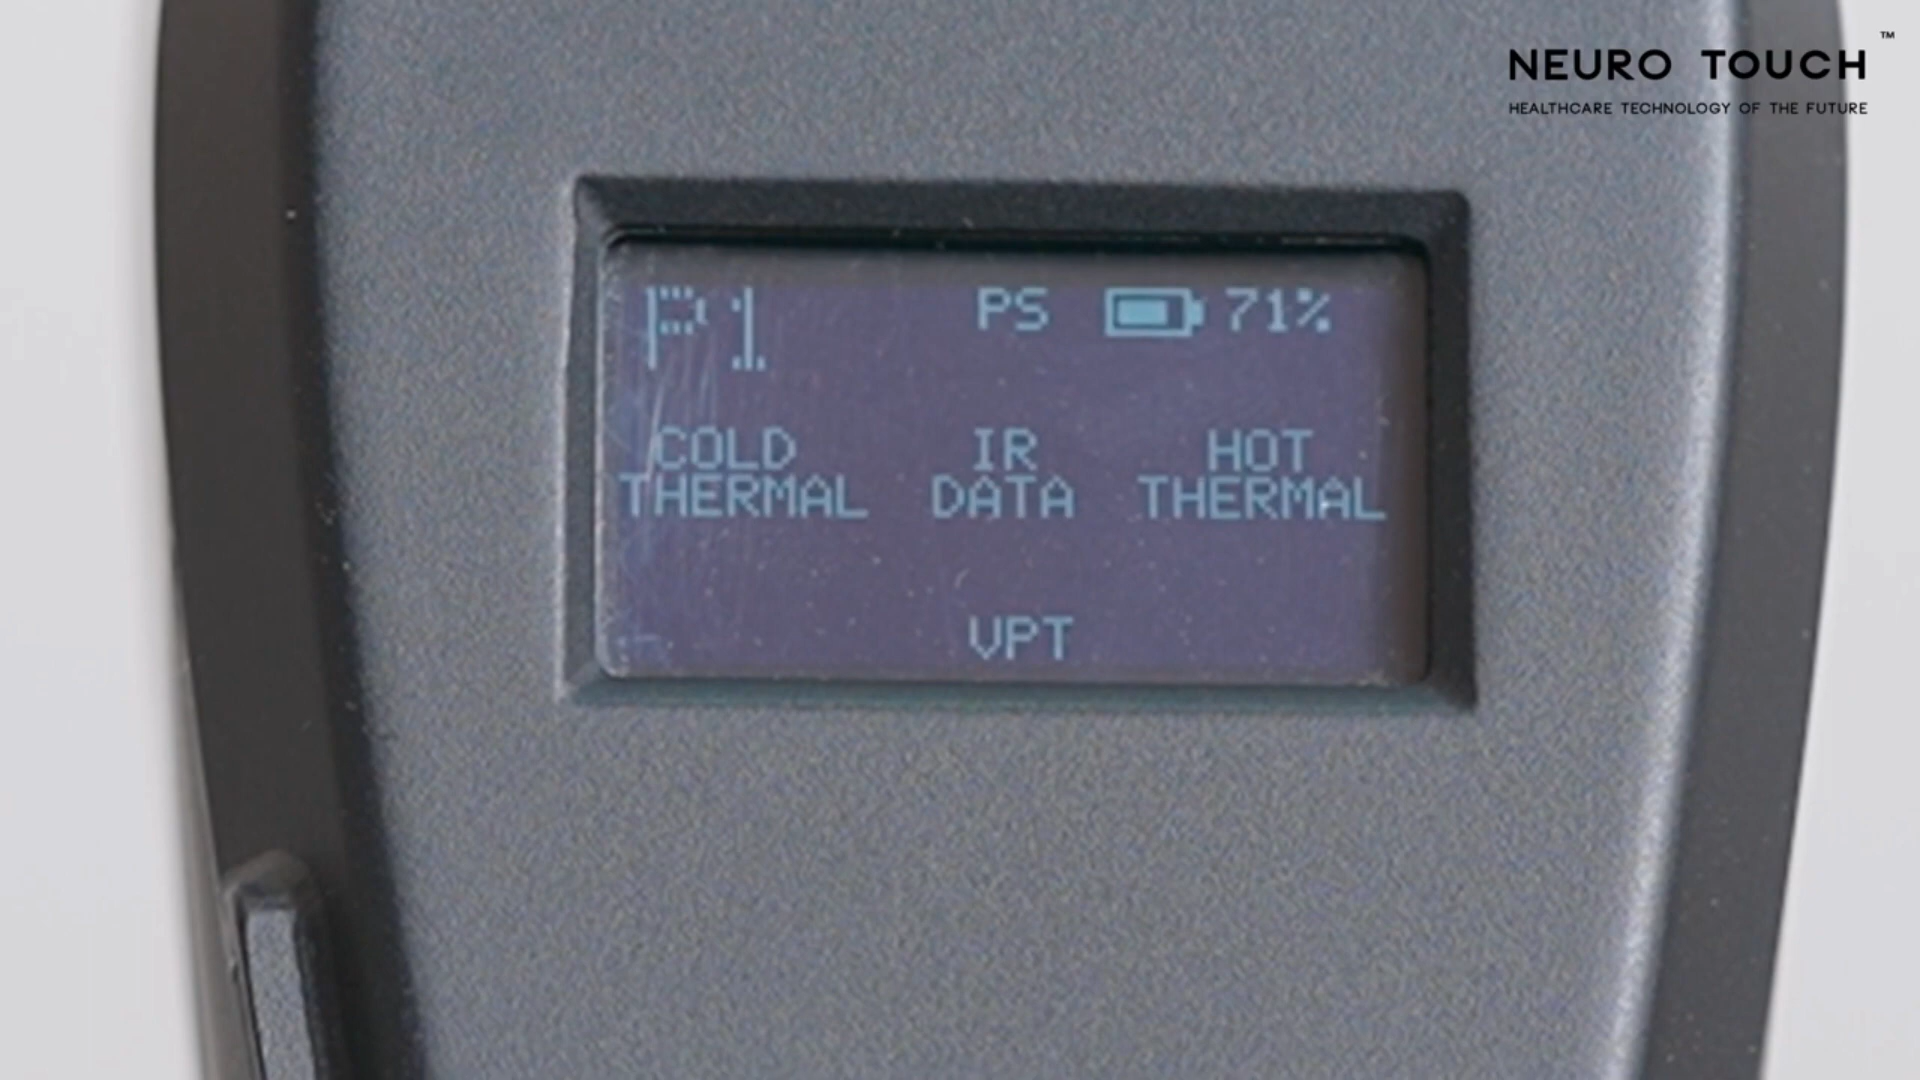 NEURO TOUCH™
HEALTHCARE TECHNOLOGY OF THE FUTURE
P1 PS 71%
COLD THERMAL
IR DATA
HOT THERMAL
VPT